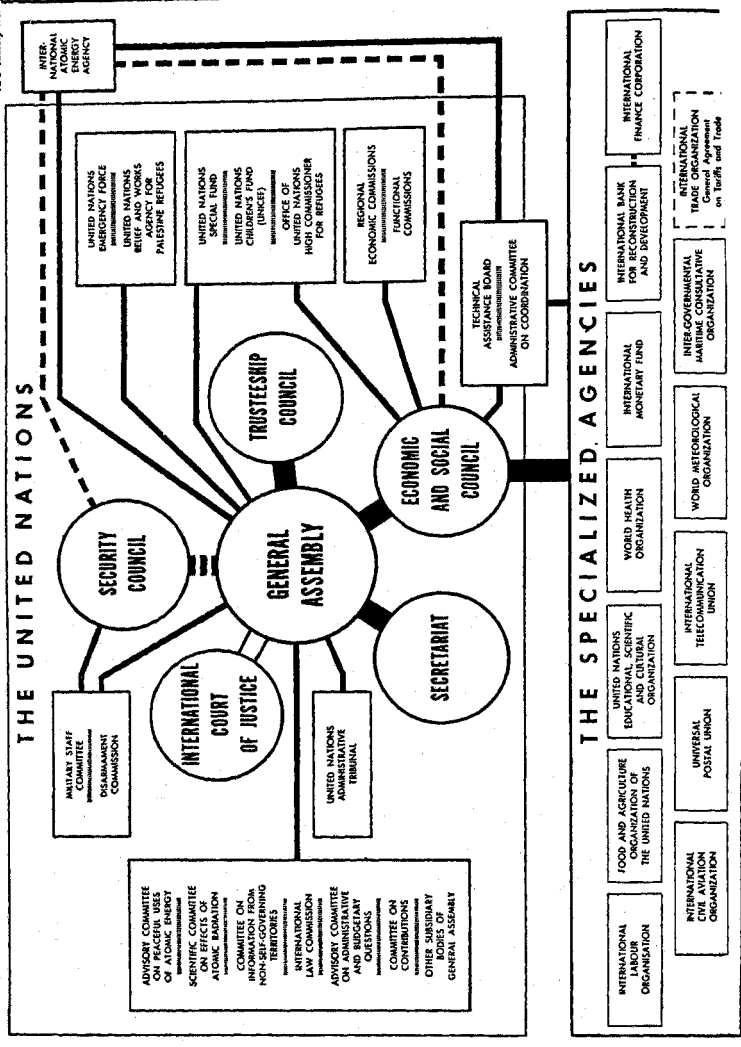 THE UNITED NATIONS
INTER-
NATIONAL
ATOMIC
ENERGY
AGENCY
MILITARY STAFF
COMMITTEE
DISARMAMENT
COMMISSION
SECURITY
COUNCIL
UNITED NATIONS
EMERGENCY FORCE
UNITED NATIONS
RELIEF AND WORKS
AGENCY FOR
PALESTINE REFUGEES
ADVISORY COMMITTEE
ON PEACEFUL USES
OF ATOMIC ENERGY
SCIENTIFIC COMMITTEE
ON EFFECTS OF
ATOMIC RADIATION
COMMITTEE ON
INFORMATION FROM
NON-SELF-GOVERNING
TERRITORIES
INTERNATIONAL
LAW COMMISSION
ADVISORY COMMITTEE
ON ADMINISTRATIVE
AND BUDGETARY
QUESTIONS
COMMITTEE ON
CONTRIBUTIONS
OTHER SUBSIDIARY
BODIES OF
GENERAL ASSEMBLY
INTERNATIONAL
COURT
OF JUSTICE
GENERAL
ASSEMBLY
TRUSTEESHIP
COUNCIL
UNITED NATIONS
SPECIAL FUND
UNITED NATIONS
CHILDREN'S FUND
(UNICEF)
OFFICE OF
UNITED NATIONS
HIGH COMMISSIONER
FOR REFUGEES
UNITED NATIONS
ADMINISTRATIVE
TRIBUNAL
SECRETARIAT
ECONOMIC
AND SOCIAL
COUNCIL
REGIONAL
ECONOMIC COMMISSIONS
FUNCTIONAL
COMMISSIONS
TECHNICAL
ASSISTANCE BOARD
ADMINISTRATIVE COMMITTEE
ON COORDINATION
THE SPECIALIZED AGENCIES
INTERNATIONAL
LABOUR
ORGANISATION
FOOD AND AGRICULTURE
ORGANIZATION OF
THE UNITED NATIONS
UNITED NATIONS
EDUCATIONAL, SCIENTIFIC
AND CULTURAL
ORGANIZATION
WORLD HEALTH
ORGANIZATION
INTERNATIONAL
MONETARY FUND
INTERNATIONAL BANK
FOR RECONSTRUCTION
AND DEVELOPMENT
INTERNATIONAL
FINANCE CORPORATION
INTERNATIONAL
CIVIL AVIATION
ORGANIZATION
UNIVERSAL
POSTAL UNION
INTERNATIONAL
TELECOMMUNICATION
UNION
WORLD METEOROLOGICAL
ORGANIZATION
INTER-GOVERNMENTAL
MARITIME CONSULTATIVE
ORGANIZATION
INTERNATIONAL
TRADE ORGANIZATION
General Agreement
on Tariffs and Trade